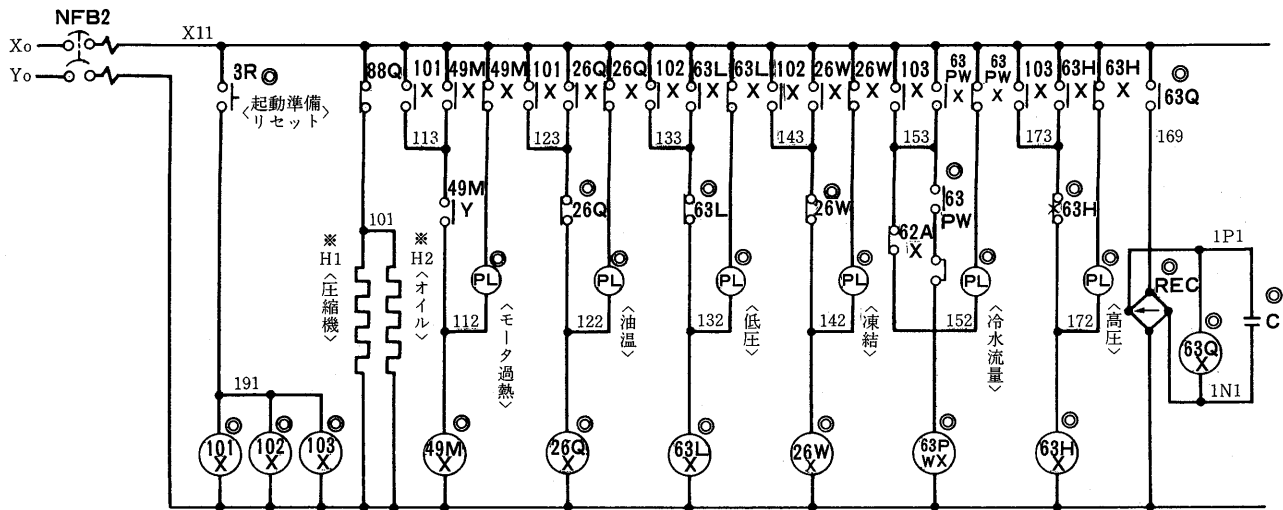 NFB2
Xo
Yo
X11
3R ◎
〈起動準備〉
リセット
88Q
101 X
49M X
49M X
101 X
26Q X
26Q X
102 X
63L X
63L X
102 X
26W X
26W X
103 X
63 PW X
63 PW X
103 X
63H X
63H X
◎
63Q
113
123
133
143
153
173
169
49M Y
◎
26Q
◎
63L
◎
26W
◎
63 PW
62A X
◎
63H
101
※ H1 〈圧縮機〉
※ H2 〈オイル〉
PL ◎
〈モータ過熱〉
PL ◎
〈油温〉
PL ◎
〈低圧〉
PL ◎
〈凍結〉
PL ◎
〈冷水流量〉
PL ◎
〈高圧〉
112
122
132
142
152
172
1P1
◎
REC
◎
63Q X
◎
C
1N1
191
101 X ◎
102 X ◎
103 X ◎
49M X ◎
26Q X ◎
63L X ◎
26W X ◎
63P WX ◎
63H X ◎